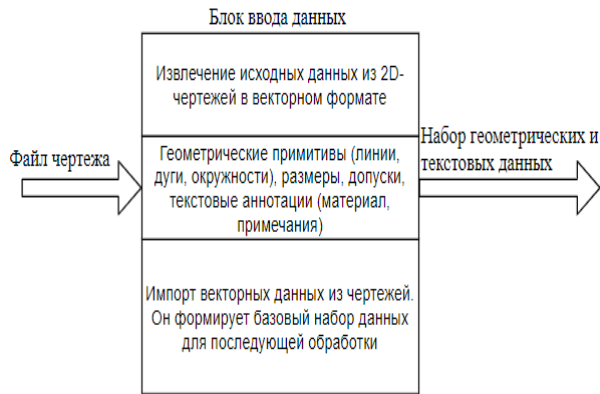 Блок ввода данных
Извлечение исходных данных из 2D-
чертежей в векторном формате
Файл чертежа
Геометрические примитивы (линии,
дуги, окружности), размеры, допуски,
текстовые аннотации (материал,
примечания)
Набор геометрических и
текстовых данных
Импорт векторных данных из чертежей.
Он формирует базовый набор данных
для последующей обработки